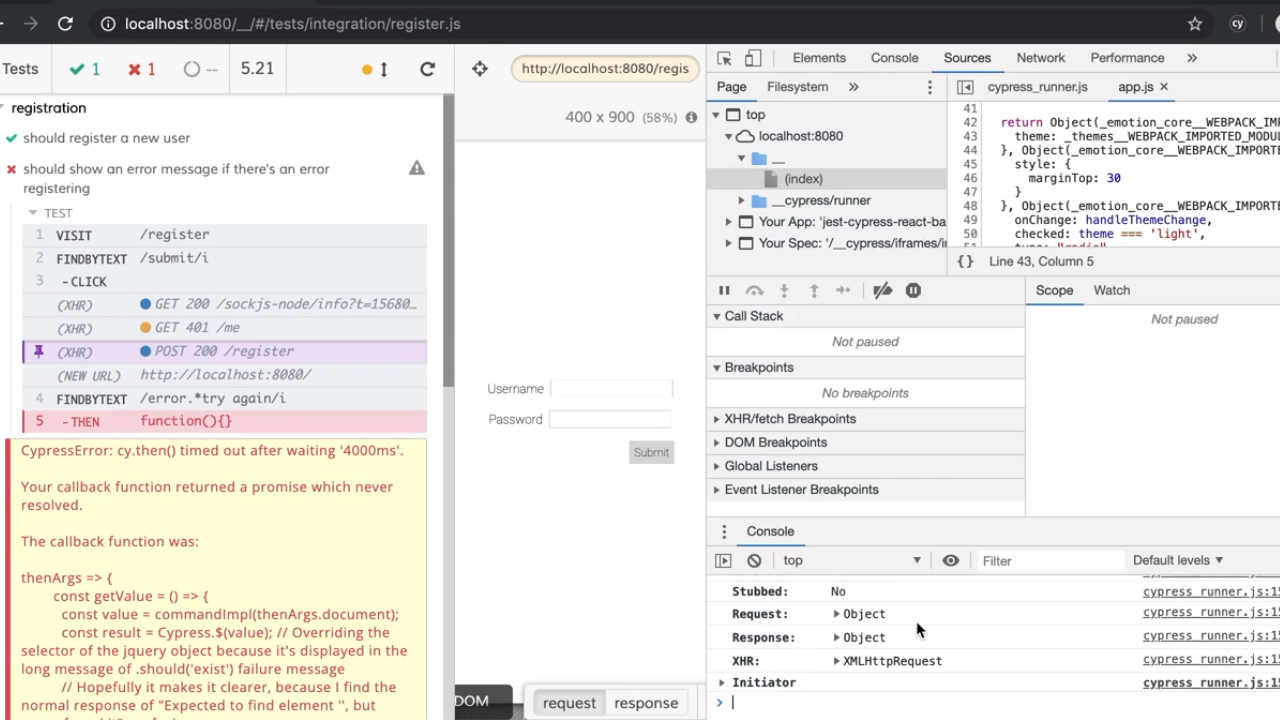 localhost:8080/__/#/tests/integration/register.js
cy
Tests
1
1
--
5.21
registration
should register a new user
should show an error message if there's an error
registering
TEST
1 VISIT /register
2 FINDBYTEXT /submit/i
3 -CLICK
(XHR) GET 200 /sockjs-node/info?t=15680…
(XHR) GET 401 /me
(XHR) POST 200 /register
(NEW URL) http://localhost:8080/
4 FINDBYTEXT /error.*try again/i
5 -THEN function(){}
CypressError: cy.then() timed out after waiting '4000ms'.
Your callback function returned a promise which never
resolved.
The callback function was:
thenArgs => {
const getValue = () => {
const value = commandImpl(thenArgs.document);
const result = Cypress.$(value); // Overriding the
selector of the jquery object because it's displayed in the
long message of .should('exist') failure message
// Hopefully it makes it clearer, because I find the
normal response of "Expected to find element '', but
http://localhost:8080/regis
400 x 900 (58%)
Username
Password
Submit
DOM
request
response
Elements Console Sources Network Performance »
Page Filesystem »
top
localhost:8080
__
(index)
__cypress/runner
Your App: 'jest-cypress-react-ba
Your Spec: '/__cypress/iframes/i
cypress_runner.js app.js ×
41
42 return Object(_emotion_core__WEBPACK_IMP
43 theme: _themes__WEBPACK_IMPORTED_MODUL
44 }, Object(_emotion_core__WEBPACK_IMPORTE
45 style: {
46 marginTop: 30
47 }
48 }, Object(_emotion_core__WEBPACK_IMPORTE
49 onChange: handleThemeChange,
50 checked: theme === 'light',
{} Line 43, Column 5
Scope Watch
Not paused
Call Stack
Not paused
Breakpoints
No breakpoints
XHR/fetch Breakpoints
DOM Breakpoints
Global Listeners
Event Listener Breakpoints
Console
top
Filter
Default levels
Stubbed: No cypress_runner.js:15
Request: Object cypress_runner.js:15
Response: Object cypress_runner.js:15
XHR: XMLHttpRequest cypress_runner.js:15
Initiator cypress_runner.js:15